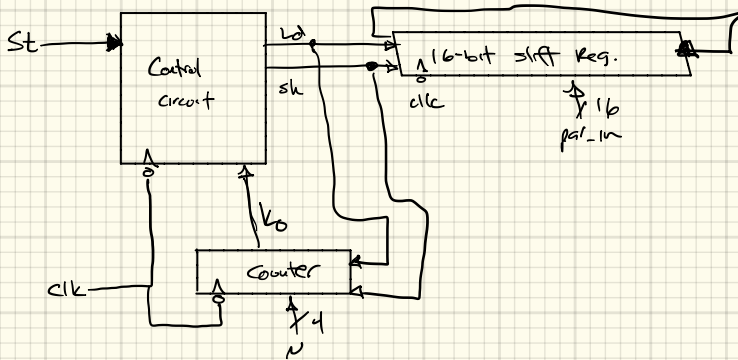 St
Control
circuit
Ld
sh
16-bit shift Reg.
clk
16
par_in
K0
Counter
clk
4
N